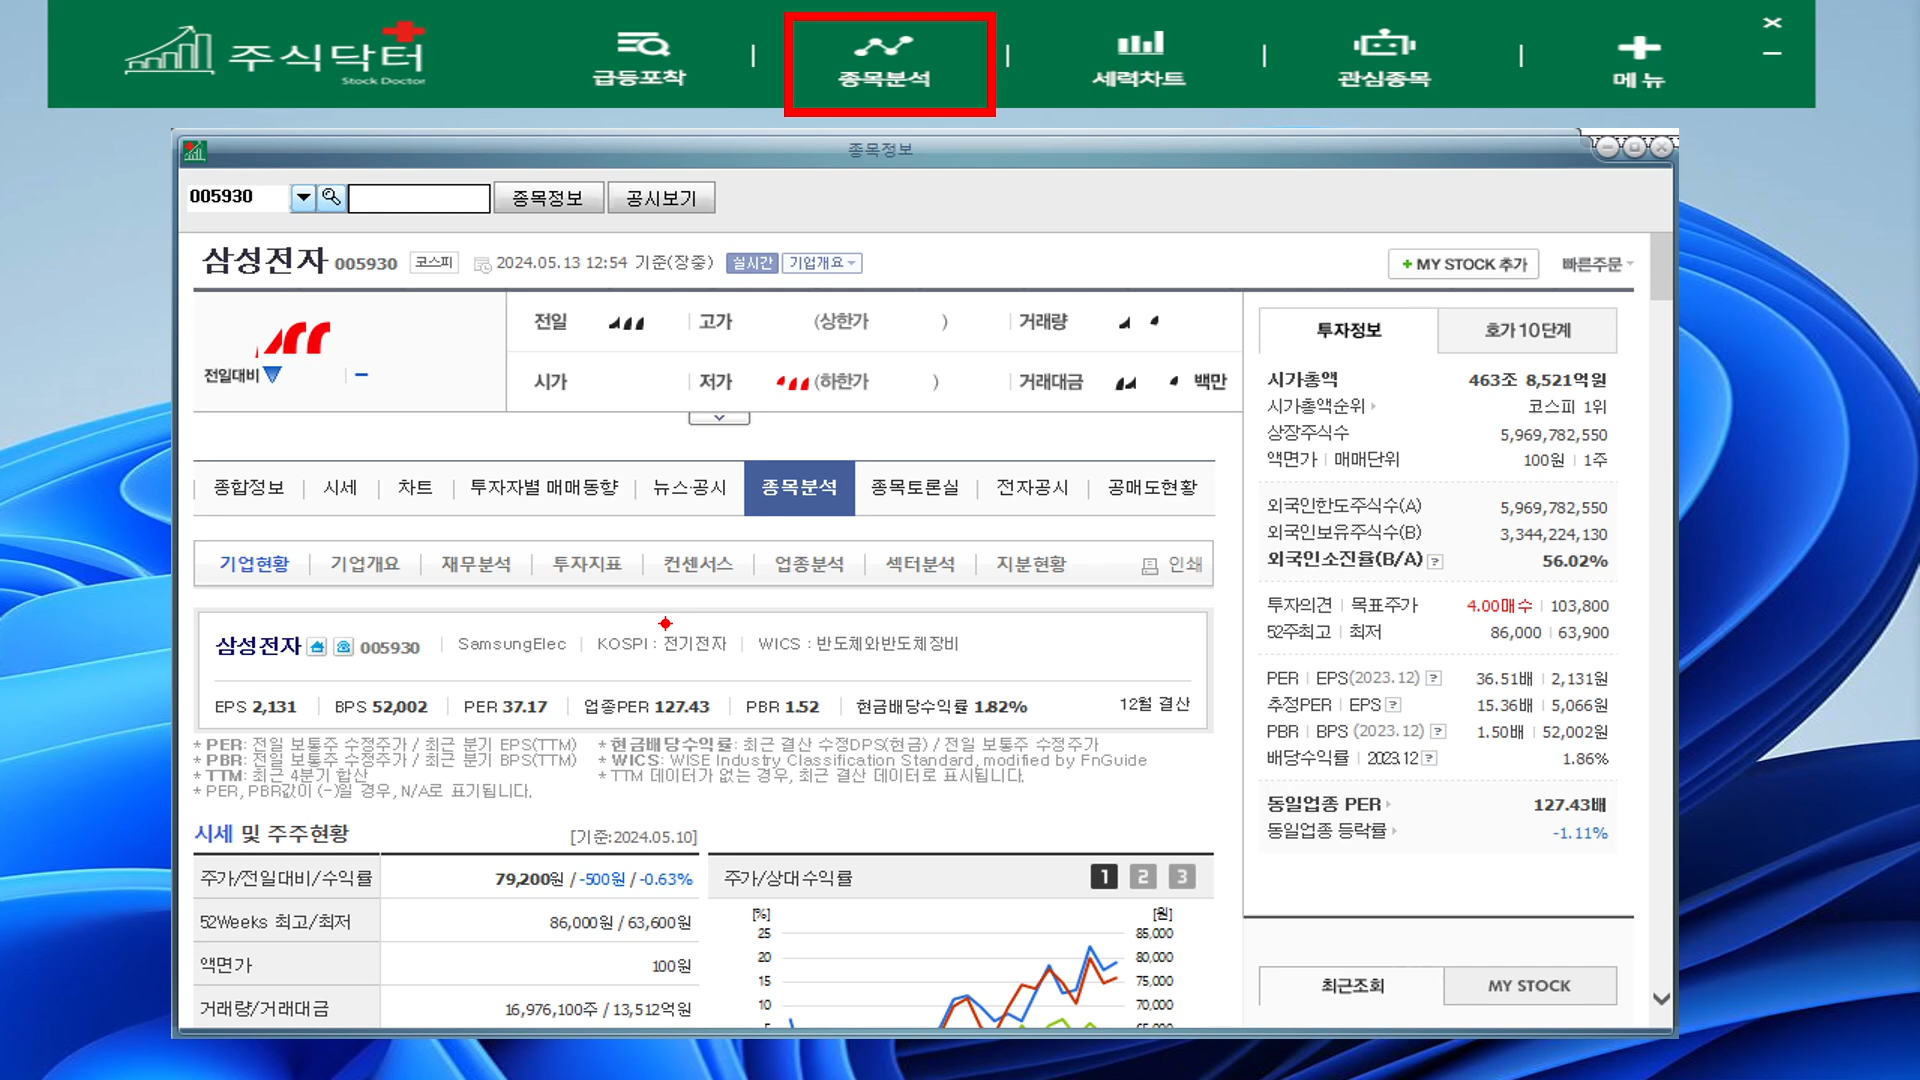 주식닥터
Stock Doctor
급등포착
종목분석
세력차트
관심종목
메뉴
종목정보
005930
종목정보
공시보기
삼성전자 005930 코스피 2024.05.13 12:54 기준(장중) 실시간 기업개요
+ MY STOCK 추가 빠른주문
전일대비
전일 고가 (상한가 ) 거래량
시가 저가 (하한가 ) 거래대금 백만
종합정보 시세 차트 투자자별 매매동향 뉴스·공시 종목분석 종목토론실 전자공시 공매도현황
기업현황 기업개요 재무분석 투자지표 컨센서스 업종분석 섹터분석 지분현황 인쇄
삼성전자 005930 SamsungElec KOSPI : 전기전자 WICS : 반도체와반도체장비
EPS 2,131 BPS 52,002 PER 37.17 업종PER 127.43 PBR 1.52 현금배당수익률 1.82% 12월 결산
* PER: 전일 보통주 수정주가 / 최근 분기 EPS(TTM)
* PBR: 전일 보통주 수정주가 / 최근 분기 BPS(TTM)
* TTM: 최근 4분기 합산
* PER, PBR값이 (-)일 경우, N/A로 표기됩니다.
* 현금배당수익률: 최근 결산 수정DPS(현금) / 전일 보통주 수정주가
* WICS: WISE Industry Classification Standard, modified by FnGuide
* TTM 데이터가 없는 경우, 최근 결산 데이터로 표시됩니다.
시세 및 주주현황 [기준:2024.05.10]
주가/전일대비/수익률 79,200원 / -500원 / -0.63%
52Weeks 최고/최저 86,000원 / 63,600원
액면가 100원
거래량/거래대금 16,976,100주 / 13,512억원
주가/상대수익률 1 2 3
[%] [원]
25 85,000
20 80,000
15 75,000
10 70,000
5 65,000
투자정보 호가 10단계
시가총액 463조 8,521억원
시가총액순위 코스피 1위
상장주식수 5,969,782,550
액면가 매매단위 100원 1주
외국인한도주식수(A) 5,969,782,550
외국인보유주식수(B) 3,344,224,130
외국인소진율(B/A) ? 56.02%
투자의견 목표주가 4.00매수 103,800
52주최고 최저 86,000 63,900
PER EPS(2023.12) ? 36.51배 2,131원
추정PER EPS ? 15.36배 5,066원
PBR BPS (2023.12) ? 1.50배 52,002원
배당수익률 2023.12 ? 1.86%
동일업종 PER 127.43배
동일업종 등락률 -1.11%
최근조회 MY STOCK